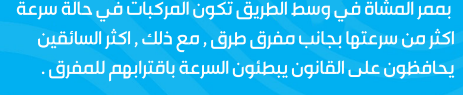 بممر المشاة في وسط الطريق تكون المركبات في حالة سرعة
اكثر من سرعتها بجانب مفرق طرق , مع ذلك , اكثر السائقين
يحافظون على القانون يبطئون السرعة باقترابهم للمفرق .